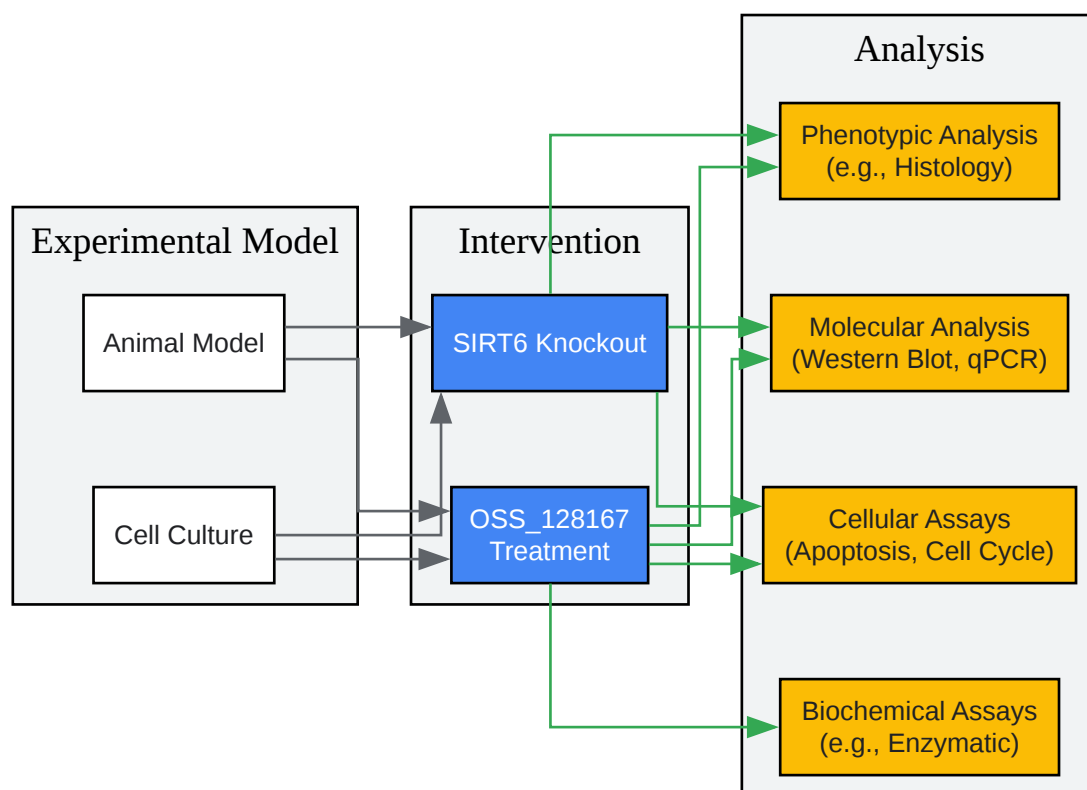 Experimental Model
Animal Model
Cell Culture
Intervention
SIRT6 Knockout
OSS_128167
Treatment
Analysis
Phenotypic Analysis
(e.g., Histology)
Molecular Analysis
(Western Blot, qPCR)
Cellular Assays
(Apoptosis, Cell Cycle)
Biochemical Assays
(e.g., Enzymatic)